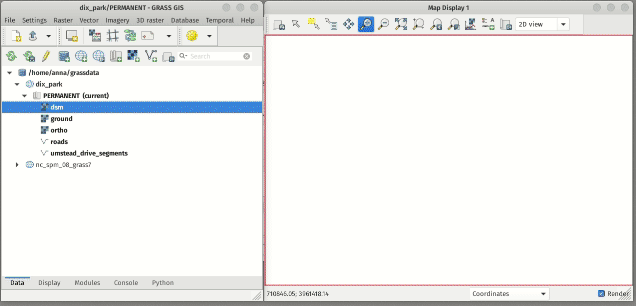 dix_park/PERMANENT - GRASS GIS
File Settings Raster Vector Imagery 3D raster Database Temporal Help
Search
/home/anna/grassdata
dix_park
PERMANENT (current)
dsm
ground
ortho
roads
umstead_drive_segments
nc_spm_08_grass7
Data Display Modules Console Python
Map Display 1
2D view
710846.05; 3961418.14 Coordinates Render